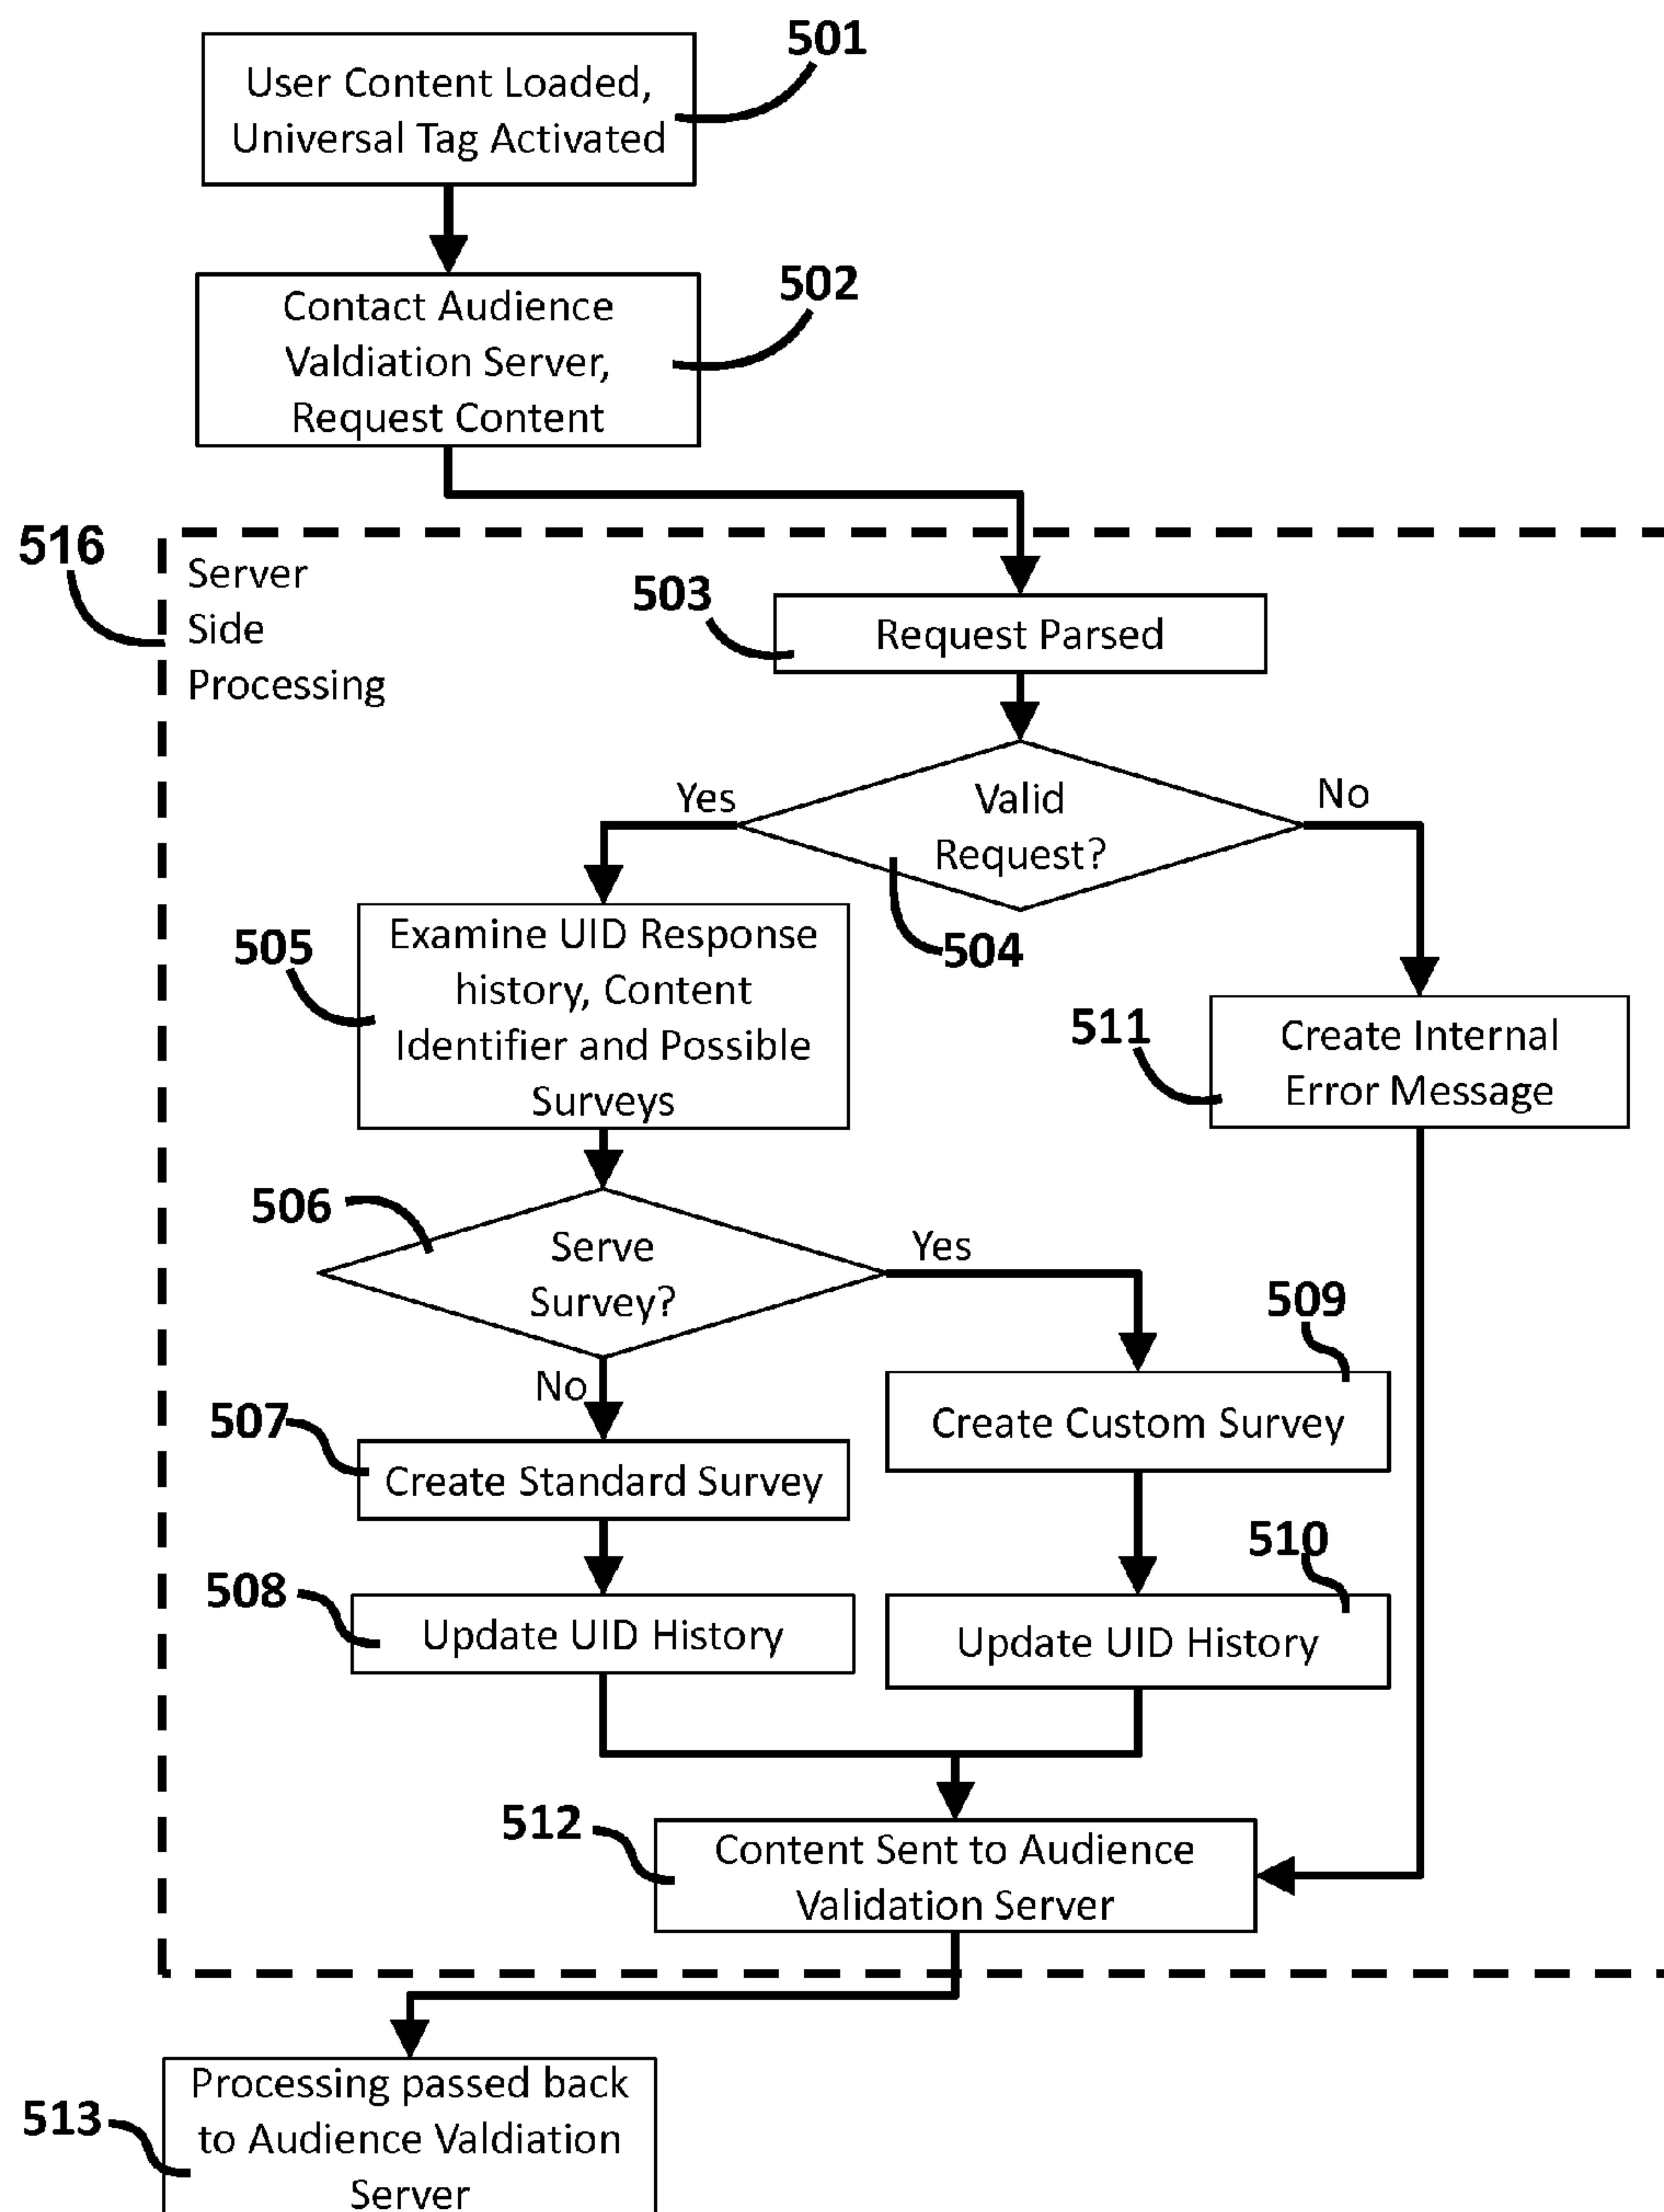 501
User Content Loaded,
Universal Tag Activated
502
Contact Audience
Valdiation Server,
Request Content
516
Server
Side
Processing
503
Request Parsed
Yes
Valid
Request?
No
504
505
Examine UID Response
history, Content
Identifier and Possible
Surveys
511
Create Internal
Error Message
506
Serve
Survey?
Yes
No
509
507
Create Standard Survey
Create Custom Survey
510
508
Update UID History
Update UID History
512
Content Sent to Audience
Validation Server
513
Processing passed back
to Audience Valdiation
Server